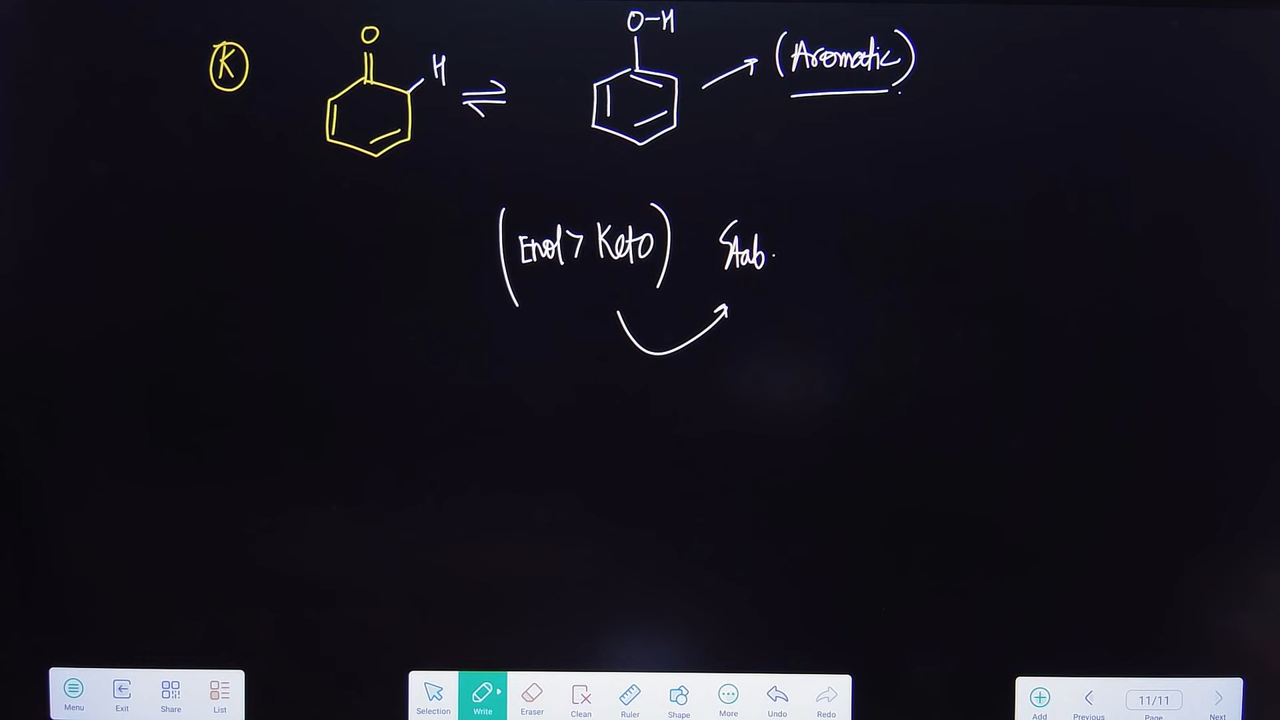 K
O
H
⇌
O-H
(Aromatic)
(Enol > Keto) Stab.
Menu
Exit
Share
List
Selection
Write
Eraser
Clean
Ruler
Shape
More
Undo
Redo
Add
Previous
11/11
Page
Next